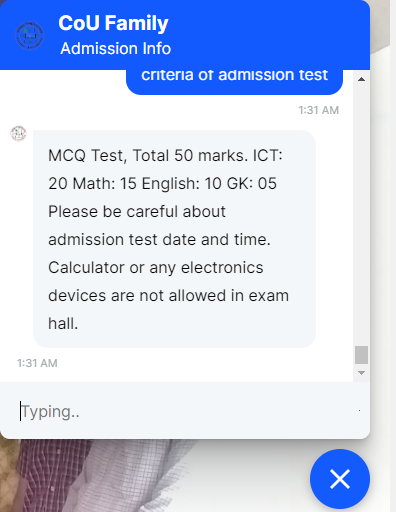 CoU Family
Admission Info
criteria of admission test
1:31 AM
MCQ Test, Total 50 marks. ICT:
20 Math: 15 English: 10 GK: 05
Please be careful about
admission test date and time.
Calculator or any electronics
devices are not allowed in exam
hall.
1:31 AM
Typing..